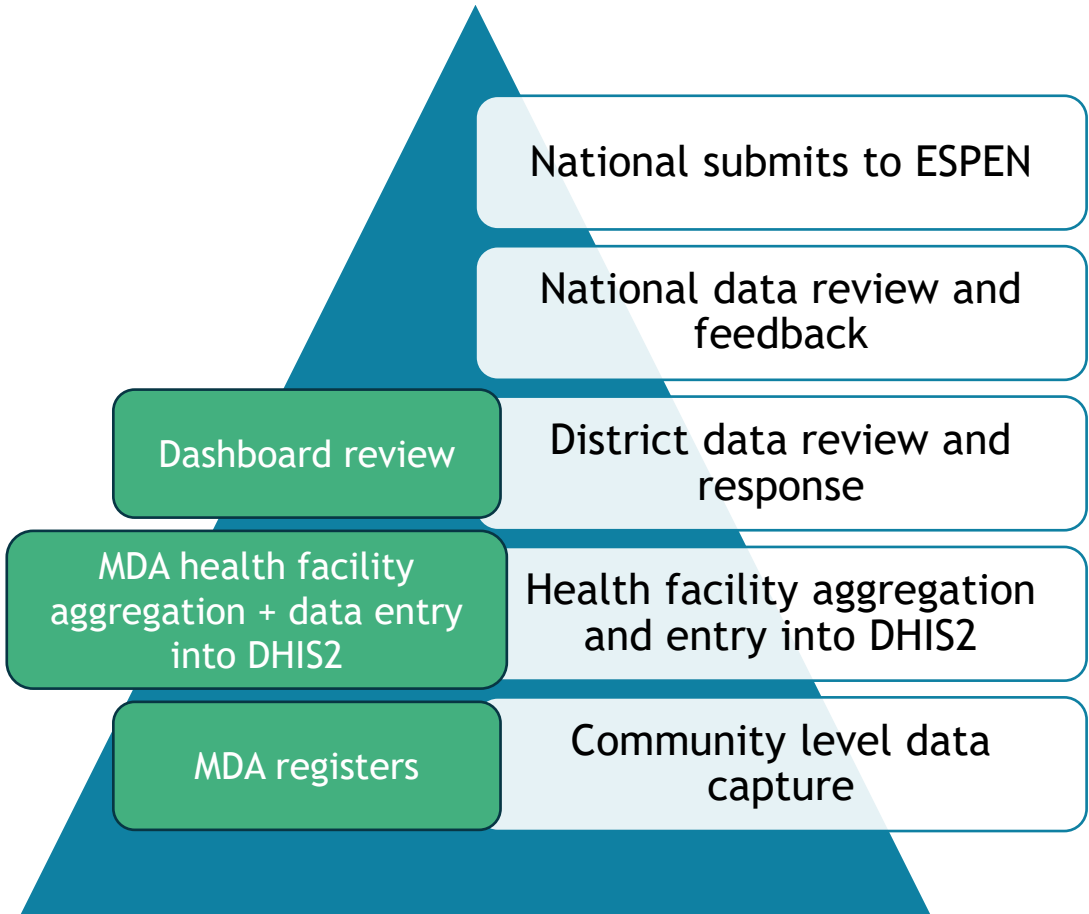 National submits to ESPEN
National data review and
feedback
Dashboard review
District data review and
response
MDA health facility
aggregation + data entry
into DHIS2
Health facility aggregation
and entry into DHIS2
MDA registers
Community level data
capture